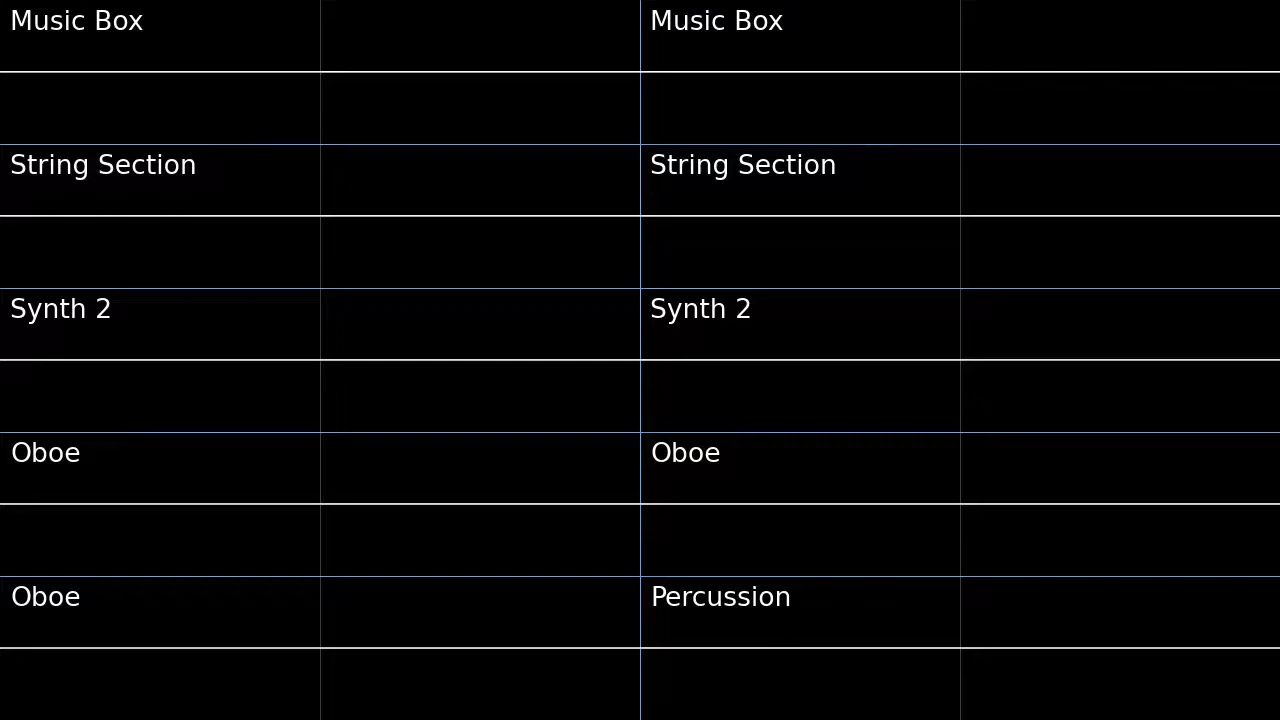 Music Box
Music Box
String Section
String Section
Synth 2
Synth 2
Oboe
Oboe
Oboe
Percussion